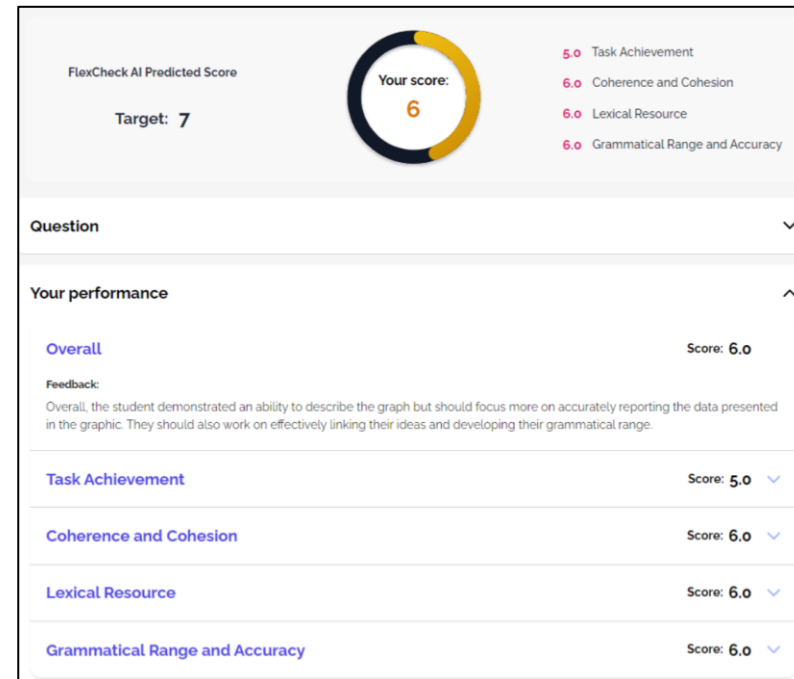 FlexCheck AI Predicted Score
Target: 7
Your score:
6
5.0 Task Achievement
6.0 Coherence and Cohesion
6.0 Lexical Resource
6.0 Grammatical Range and Accuracy
Question
Your performance
Overall Score: 6.0
Feedback:
Overall, the student demonstrated an ability to describe the graph but should focus more on accurately reporting the data presented
in the graphic. They should also work on effectively linking their ideas and developing their grammatical range.
Task Achievement Score: 5.0
Coherence and Cohesion Score: 6.0
Lexical Resource Score: 6.0
Grammatical Range and Accuracy Score: 6.0